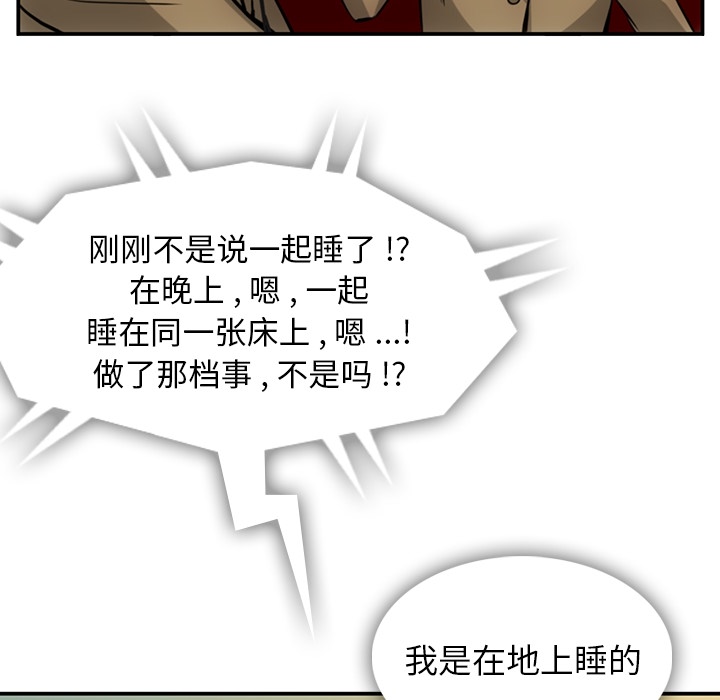 刚刚不是说一起睡了!?
在晚上,嗯,一起
睡在同一张床上,嗯...!
做了那档事,不是吗!?
我是在地上睡的